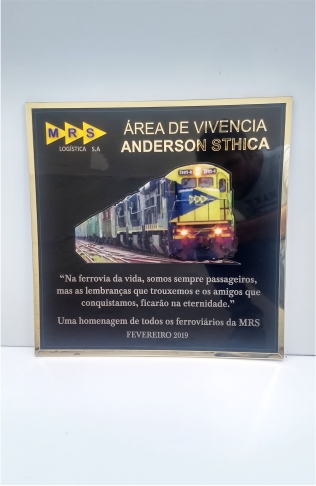 MRS
LOGÍSTICA S.A
ÁREA DE VIVENCIA
ANDERSON STHICA
“Na ferrovia da vida, somos sempre passageiros,
mas as lembranças que trouxemos e os amigos que
conquistamos, ficarão na eternidade.”
Uma homenagem de todos os ferroviários da MRS
FEVEREIRO 2019